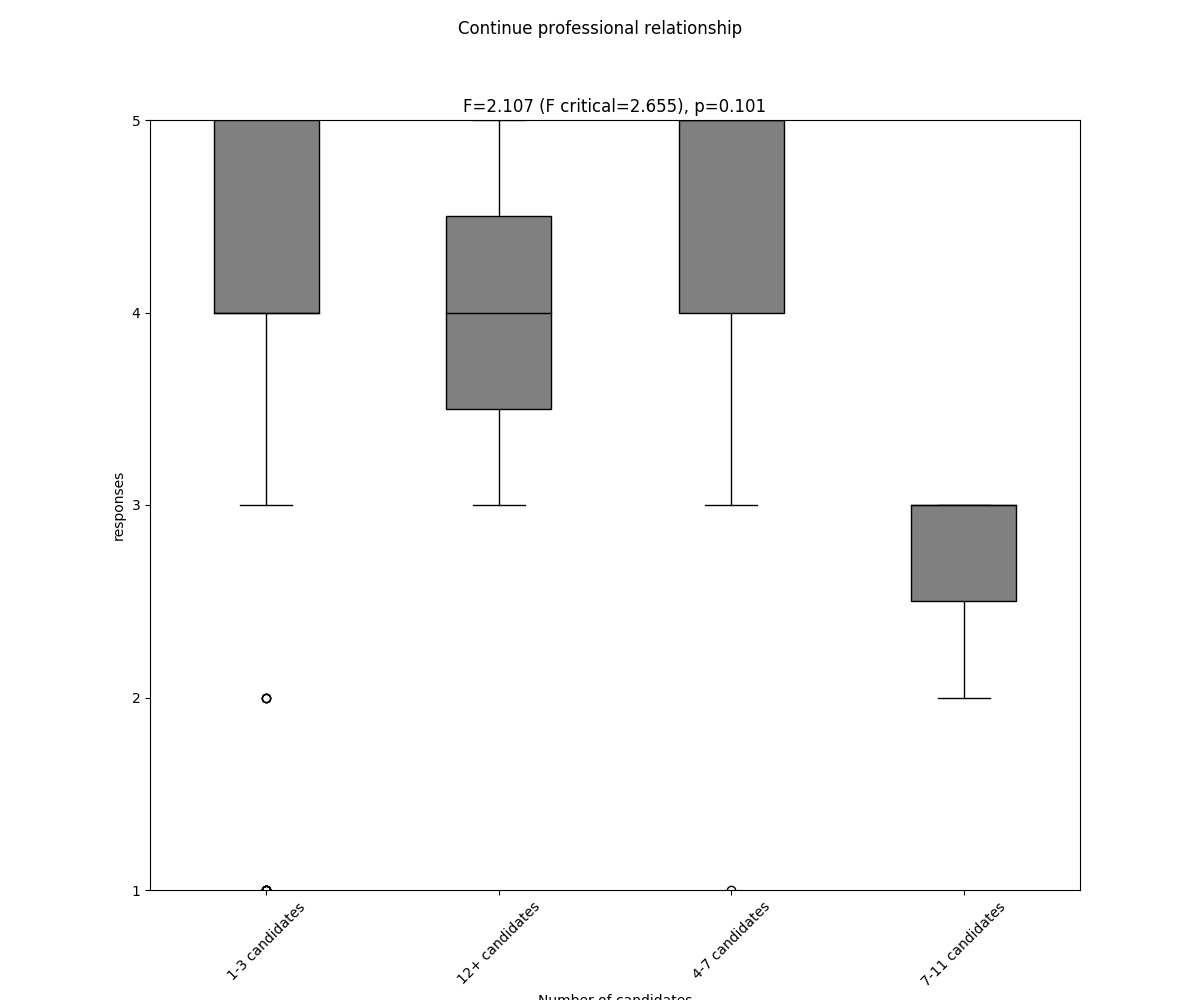 Continue professional relationship
F=2.107 (F critical=2.655), p=0.101
5
4
3
2
1
responses
1-3 candidates
12+ candidates
4-7 candidates
7-11 candidates
Number of candidates